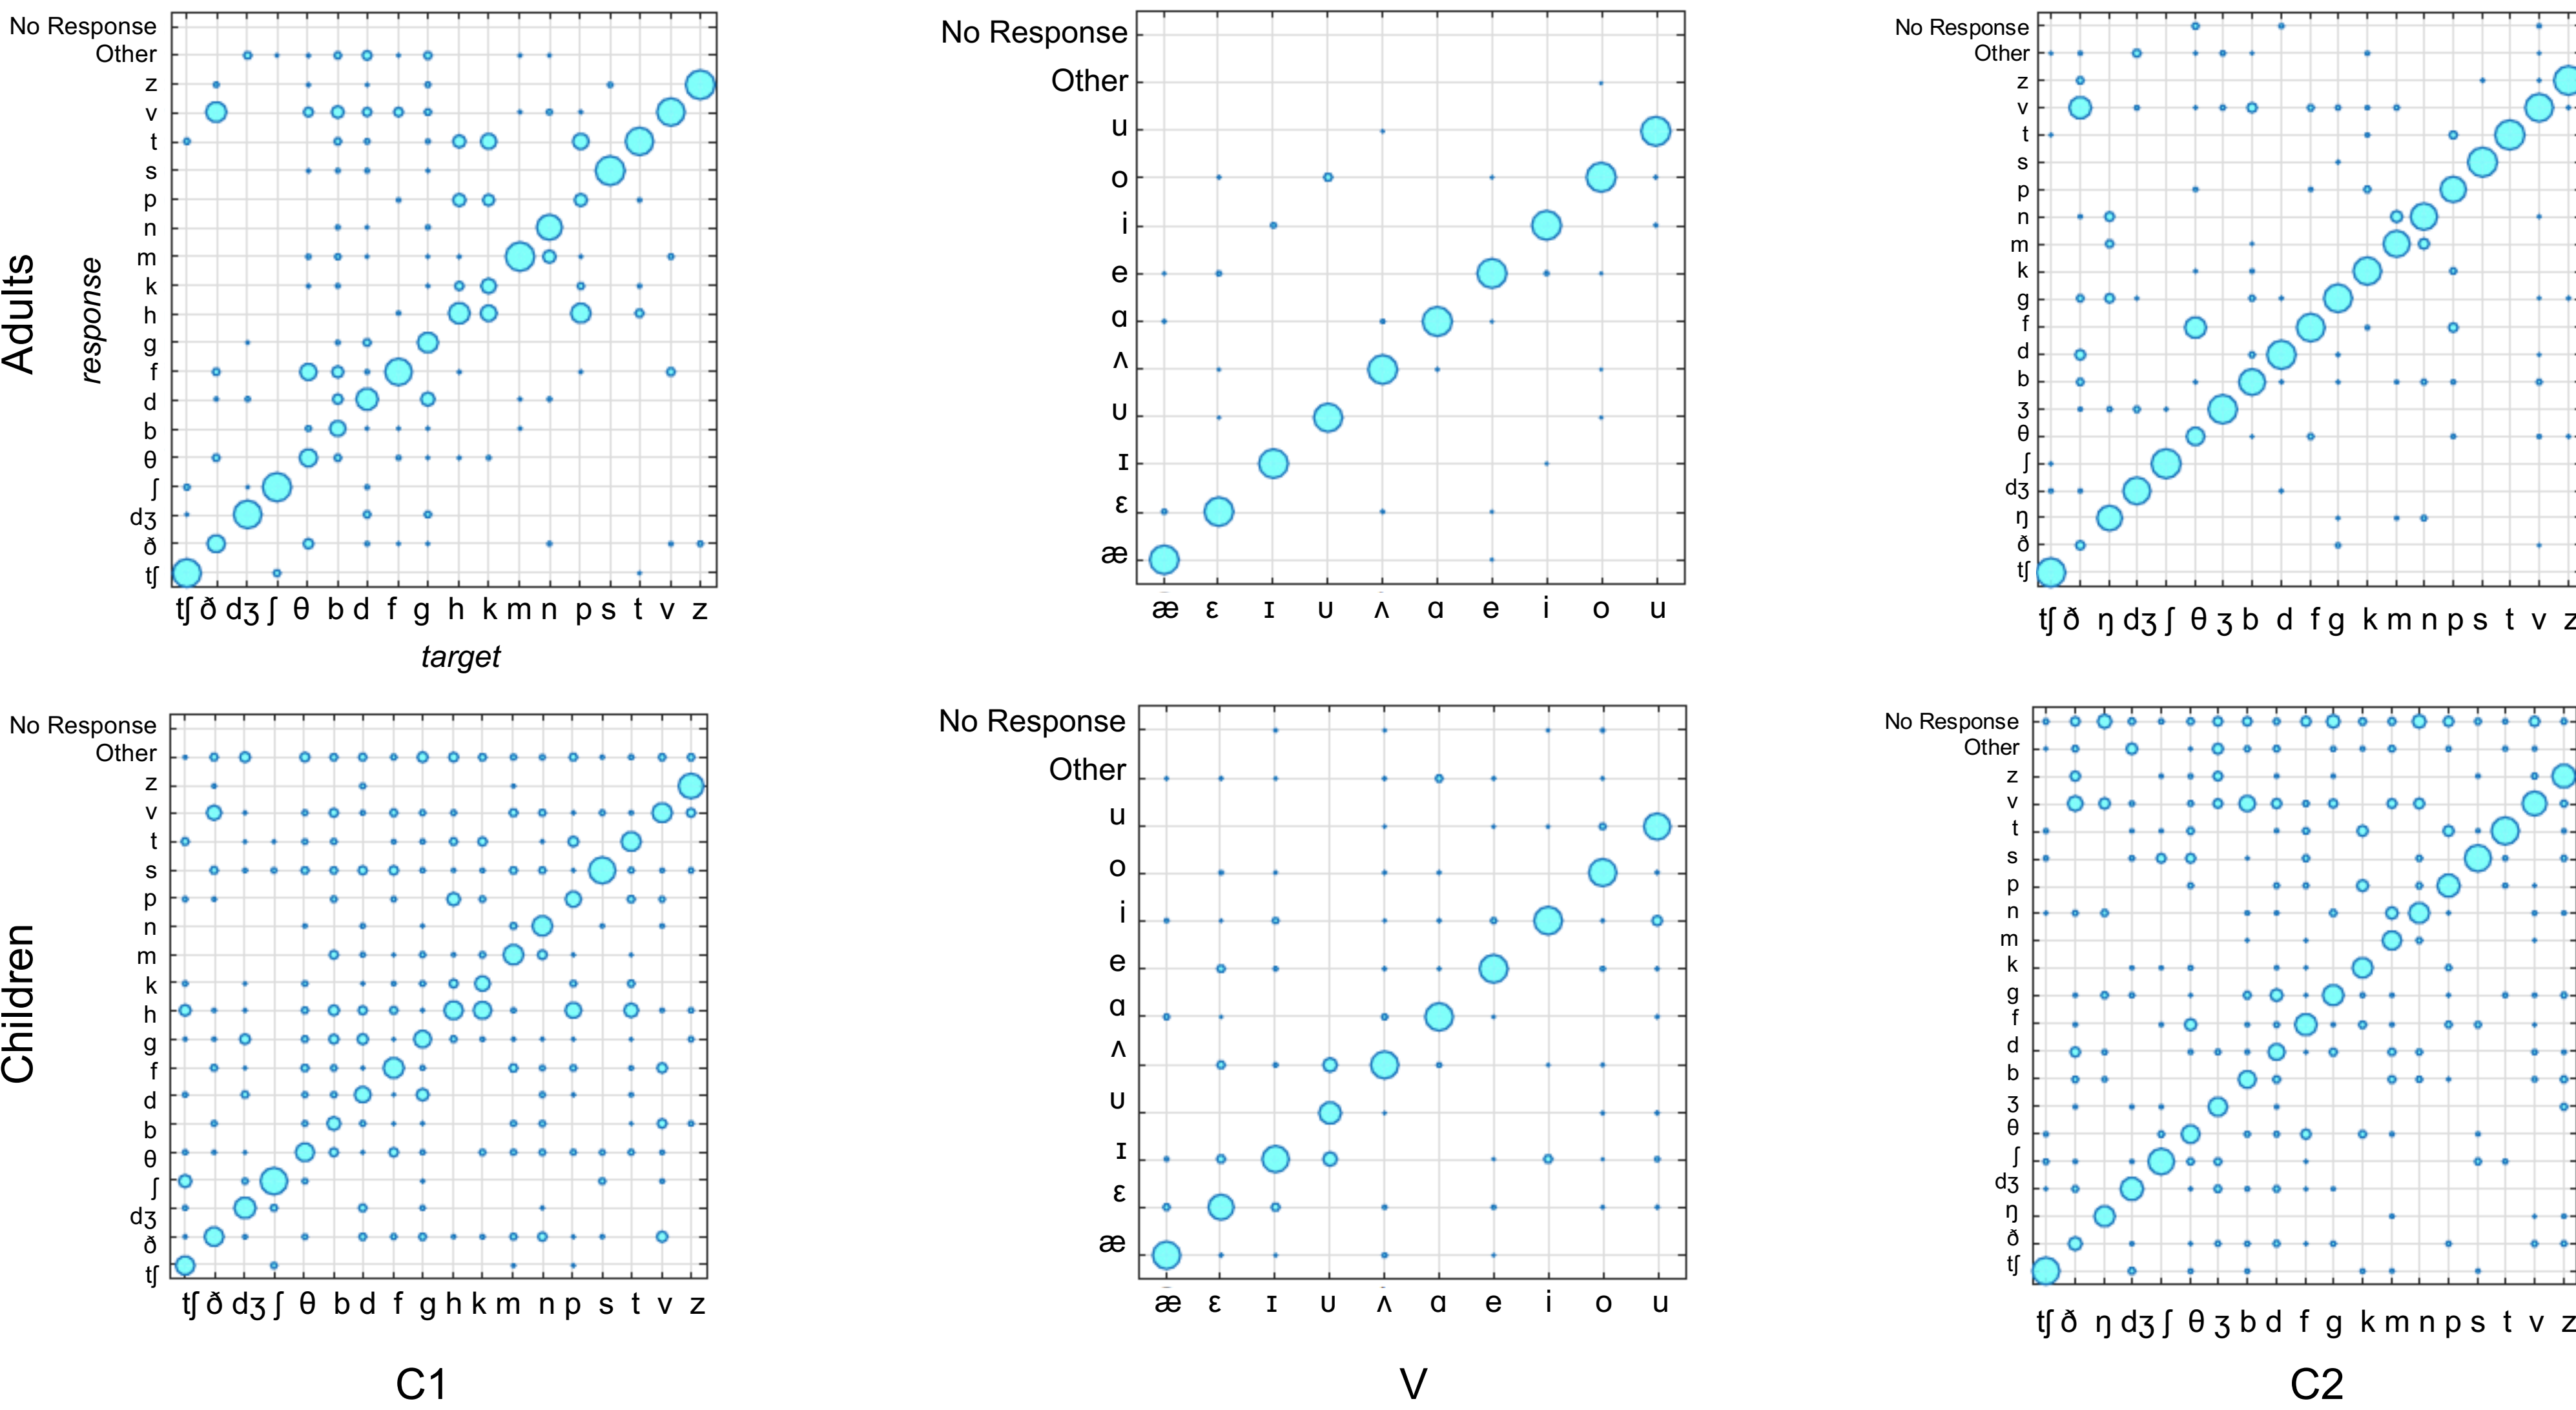 Adults
response
No Response
Other
z
v
t
s
p
n
m
k
h
g
f
d
b
θ
ʃ
dʒ
ð
tʃ
tʃ ð dʒ ʃ θ b d f g h k m n p s t v z
target
No Response
Other
u
o
i
e
ɑ
ʌ
ʊ
ɪ
ɛ
æ
æ ɛ ɪ ʊ ʌ ɑ e i o u
No Response
Other
z
v
t
s
p
n
m
k
g
f
d
b
ʒ
θ
ʃ
dʒ
ŋ
ð
tʃ
tʃ ð ŋ dʒ ʃ θ ʒ b d f g k m n p s t v z
Children
No Response
Other
z
v
t
s
p
n
m
k
h
g
f
d
b
θ
ʃ
dʒ
ð
tʃ
tʃ ð dʒ ʃ θ b d f g h k m n p s t v z
C1
No Response
Other
u
o
i
e
ɑ
ʌ
ʊ
ɪ
ɛ
æ
æ ɛ ɪ ʊ ʌ ɑ e i o u
V
No Response
Other
z
v
t
s
p
n
m
k
g
f
d
b
ʒ
θ
ʃ
dʒ
ŋ
ð
tʃ
tʃ ð ŋ dʒ ʃ θ ʒ b d f g k m n p s t v z
C2